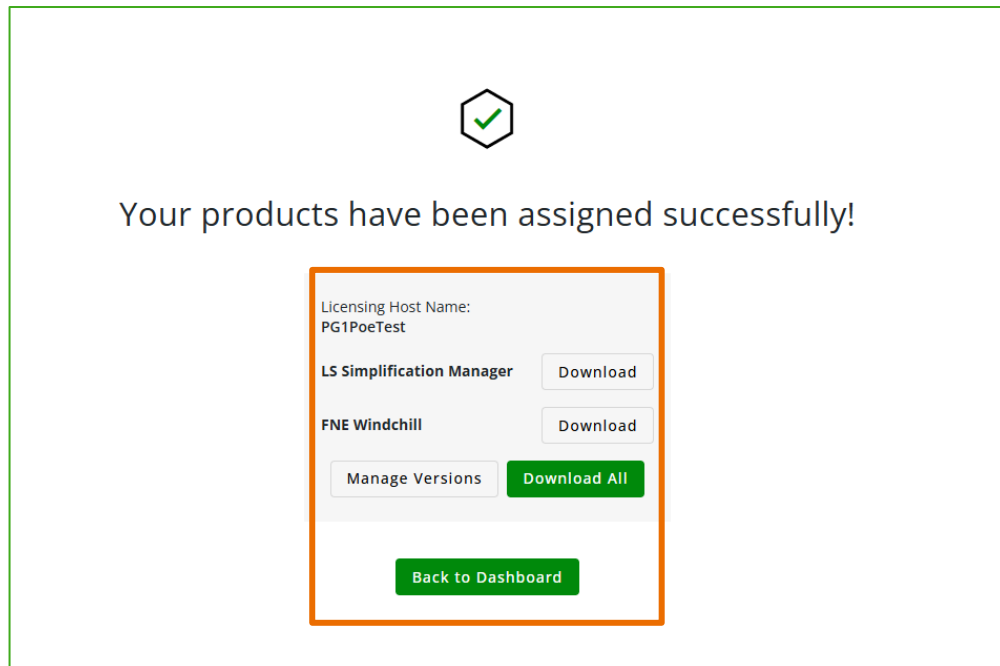 Your products have been assigned successfully!
Licensing Host Name:
PG1PoeTest
LS Simplification Manager Download
FNE Windchill Download
Manage Versions Download All
Back to Dashboard